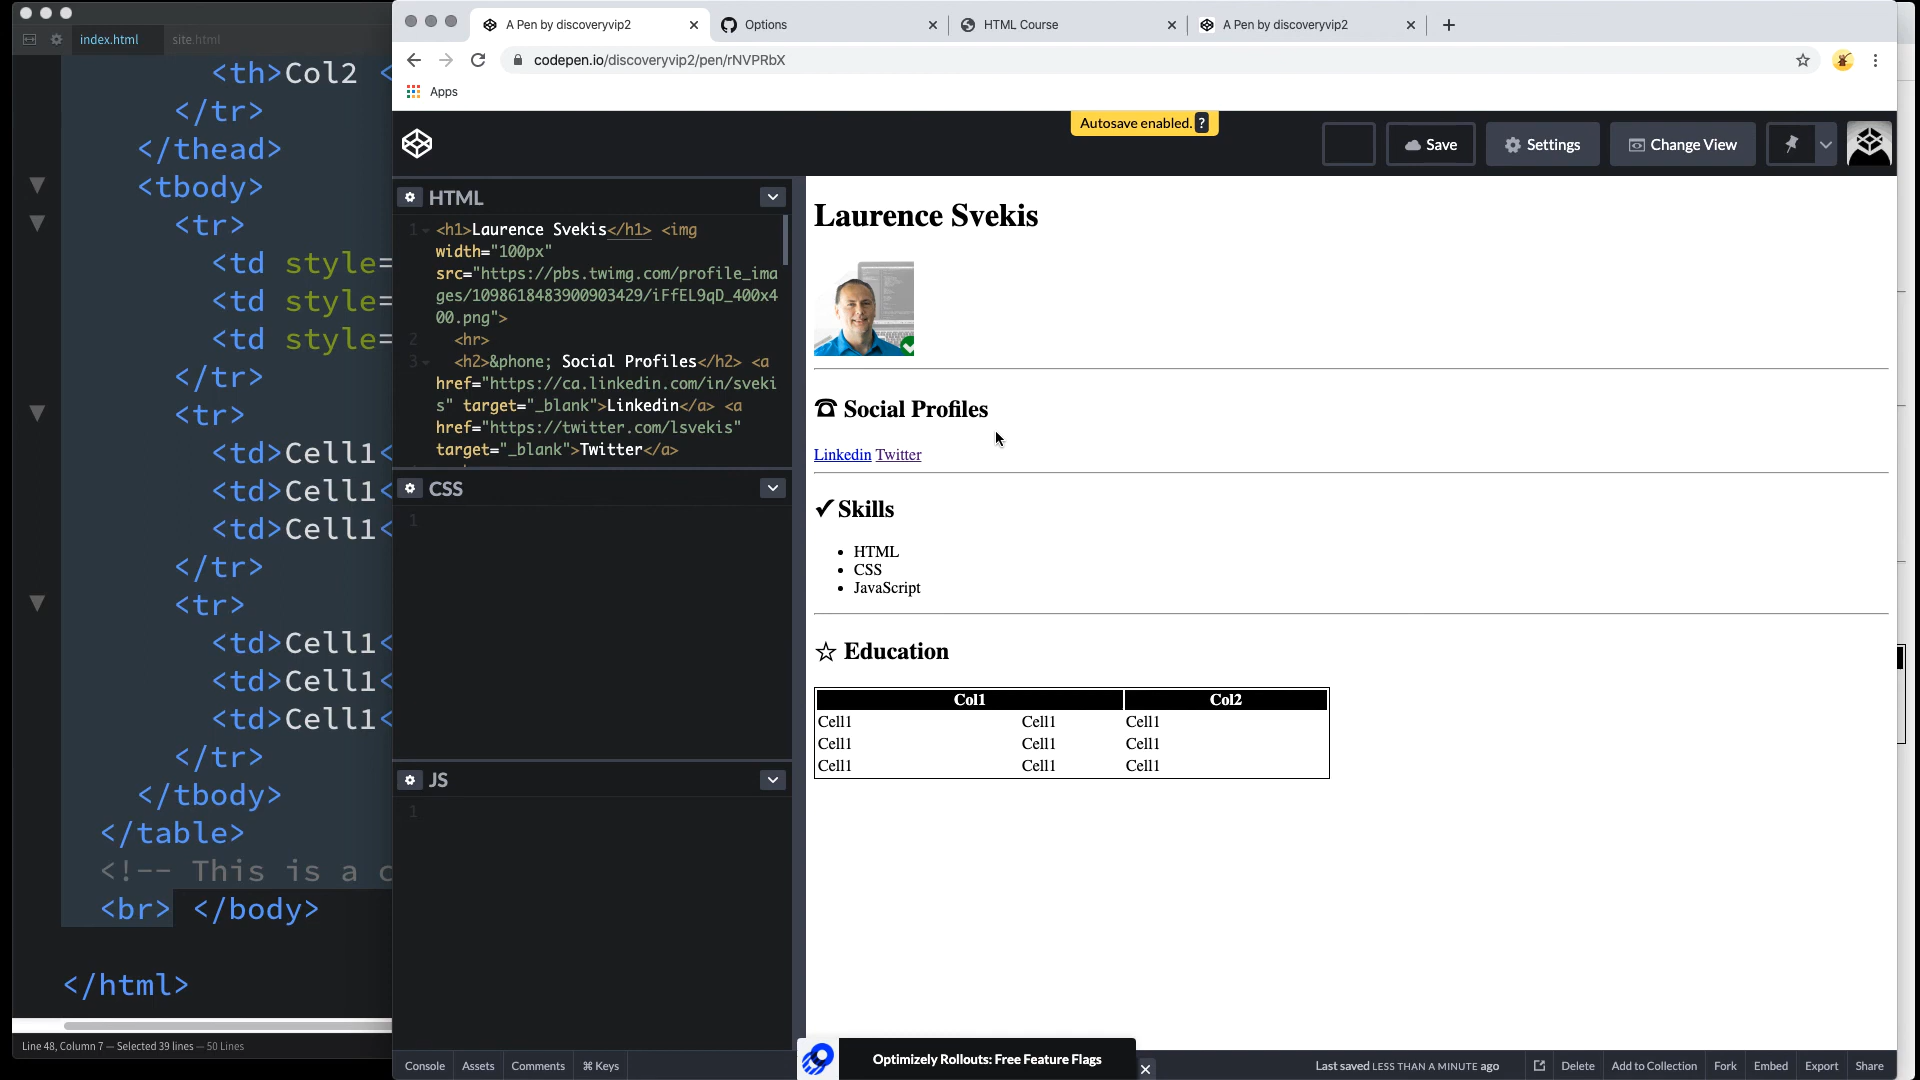 index.html
site.html
<th>Col2 <
</tr>
</thead>
<tbody>
<tr>
<td style=
<td style=
<td style=
</tr>
<tr>
<td>Cell1<
<td>Cell1<
<td>Cell1<
</tr>
<tr>
<td>Cell1<
<td>Cell1<
<td>Cell1<
</tr>
</tbody>
</table>
<!-- This is a c
<br> </body>
</html>
Line 48, Column 7 — Selected 39 lines — 50 Lines
A Pen by discoveryvip2
Options
HTML Course
A Pen by discoveryvip2
codepen.io/discoveryvip2/pen/rNVPRbX
Apps
Autosave enabled. ?
Save
Settings
Change View
HTML
1 <h1>Laurence Svekis</h1> <img
width="100px"
src="https://pbs.twimg.com/profile_ima
ges/1098618483900903429/iFfEL9qD_400x4
00.png">
2 <hr>
3 <h2>&phone; Social Profiles</h2> <a
href="https://ca.linkedin.com/in/sveki
s" target="_blank">Linkedin</a> <a
href="https://twitter.com/lsvekis"
target="_blank">Twitter</a>
CSS
1
JS
1
Laurence Svekis
☎ Social Profiles
Linkedin Twitter
✓ Skills
• HTML
• CSS
• JavaScript
☆ Education
Col1 Col2
Cell1 Cell1 Cell1
Cell1 Cell1 Cell1
Cell1 Cell1 Cell1
Console
Assets
Comments
⌘ Keys
Optimizely Rollouts: Free Feature Flags
Last saved LESS THAN A MINUTE ago
Delete
Add to Collection
Fork
Embed
Export
Share